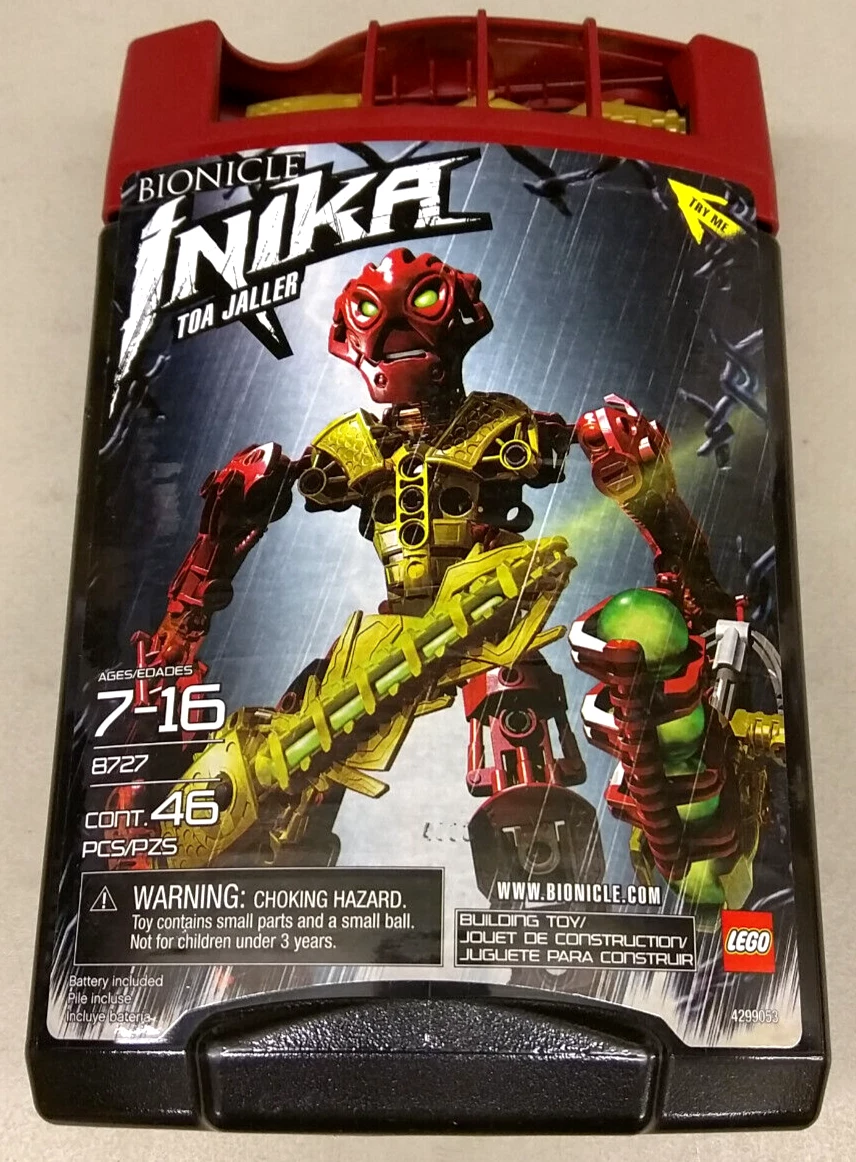 BIONICLE
INIKA
TOA JALLER
TRY ME
AGES/EDADES
7-16
8727
CONT. 46
PCS/PZS
WARNING: CHOKING HAZARD.
Toy contains small parts and a small ball.
Not for children under 3 years.
WWW.BIONICLE.COM
BUILDING TOY/
JOUET DE CONSTRUCTION/
JUGUETE PARA CONSTRUIR
LEGO
Battery included
Pile incluse
Incluye batería
4299053